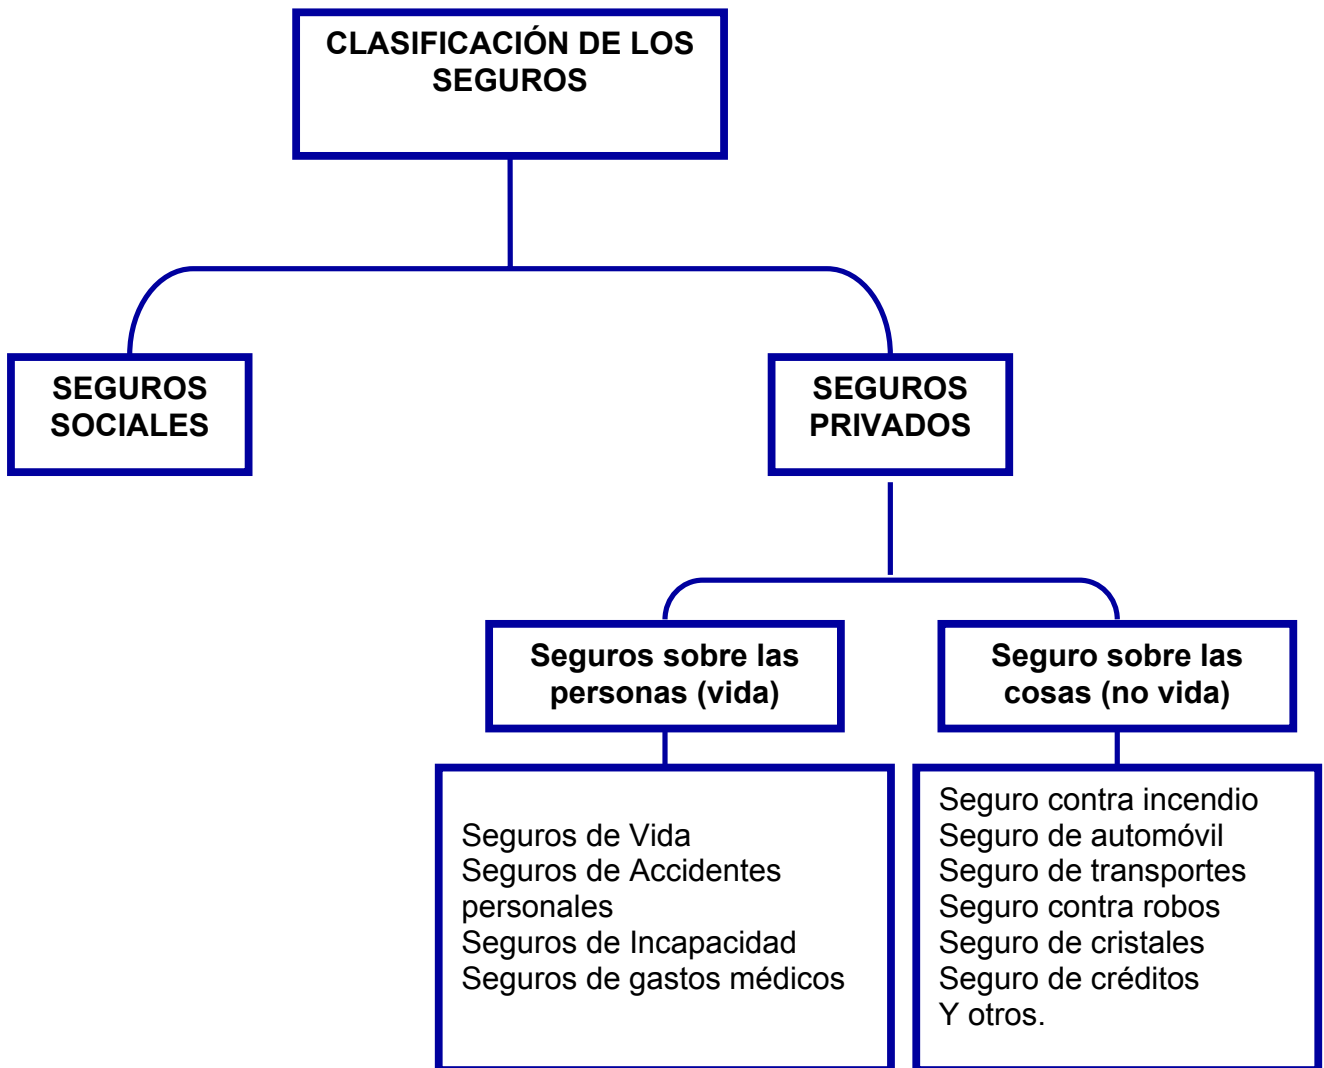 CLASIFICACIÓN DE LOS
SEGUROS
SEGUROS
SOCIALES
SEGUROS
PRIVADOS
Seguros sobre las
personas (vida)
Seguro sobre las
cosas (no vida)
Seguros de Vida
Seguros de Accidentes
personales
Seguros de Incapacidad
Seguros de gastos médicos
Seguro contra incendio
Seguro de automóvil
Seguro de transportes
Seguro contra robos
Seguro de cristales
Seguro de créditos
Y otros.